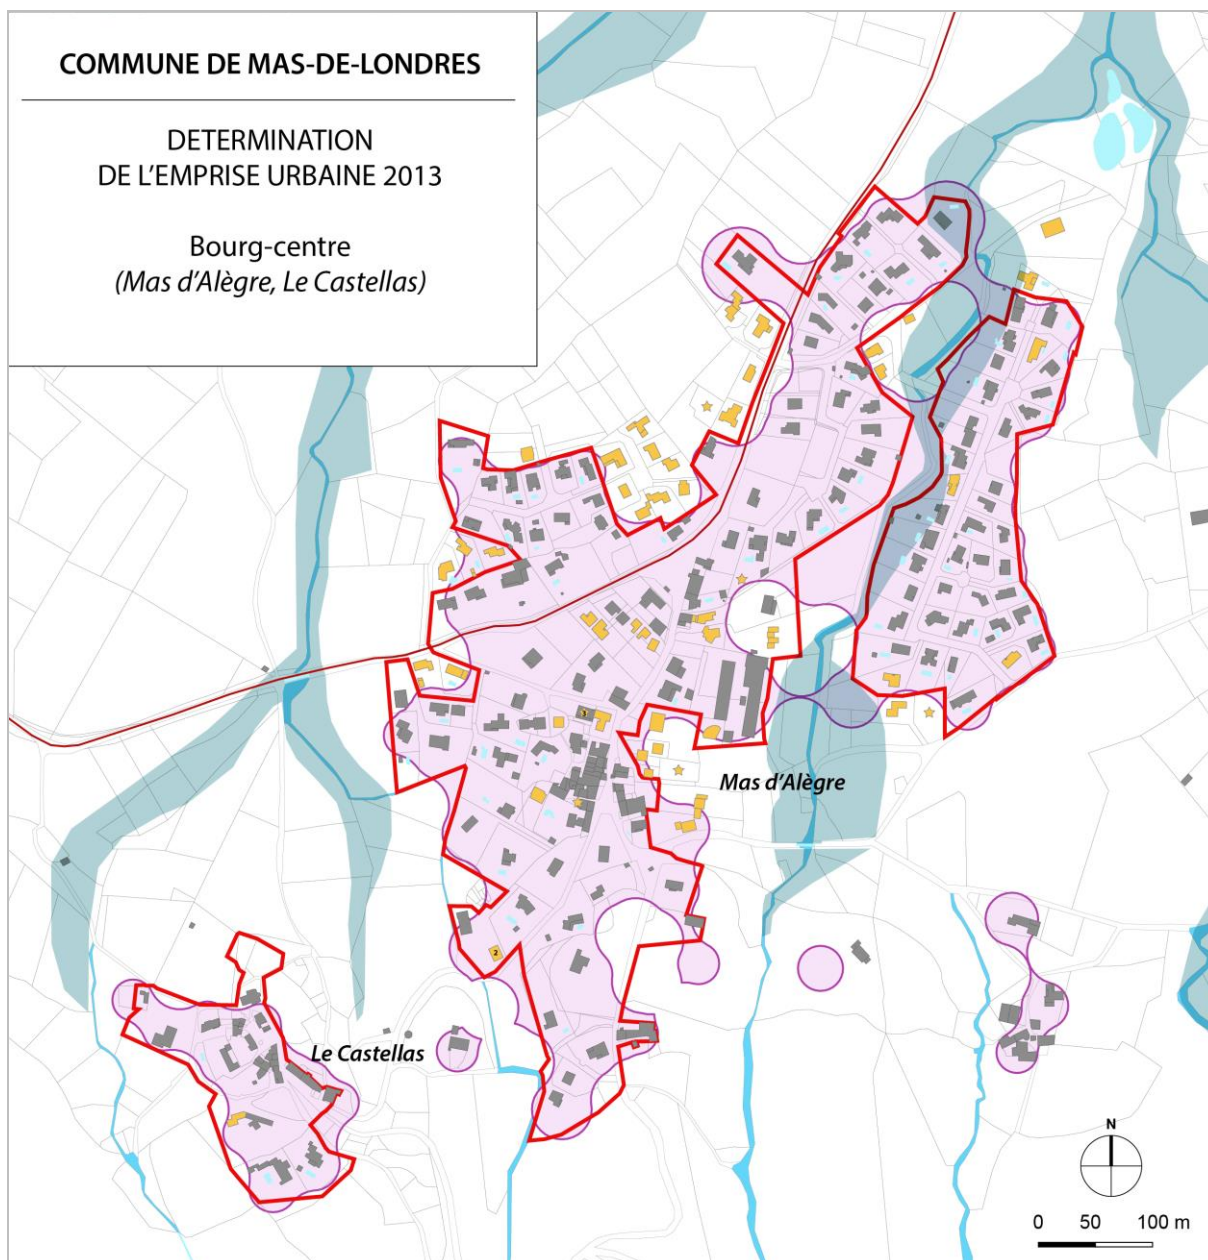 COMMUNE DE MAS-DE-LONDRES
DETERMINATION
DE L'EMPRISE URBAINE 2013
Bourg-centre
(Mas d'Alègre, Le Castellas)
Mas d'Alègre
2
Le Castellas
N
0 50 100 m